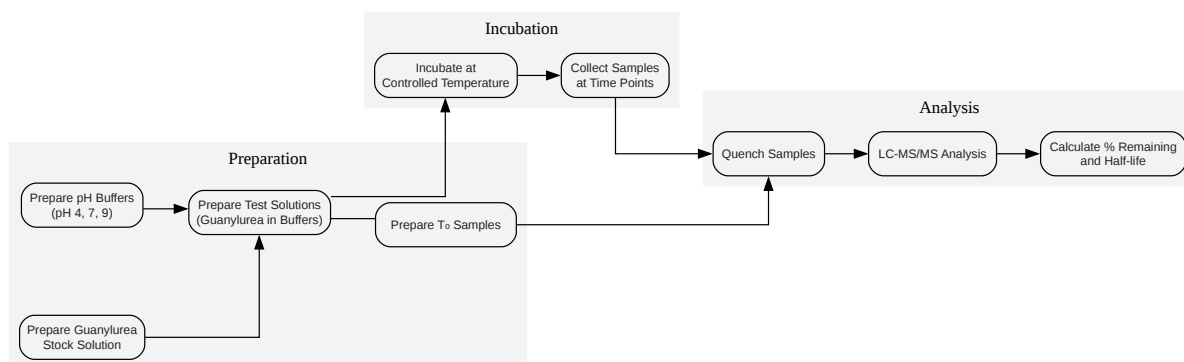 Incubation
Incubate at
Controlled Temperature
Collect Samples
at Time Points
Analysis
Quench Samples
LC-MS/MS Analysis
Calculate % Remaining
and Half-life
Preparation
Prepare pH Buffers
(pH 4, 7, 9)
Prepare Test Solutions
(Guanylurea in Buffers)
Prepare T₀ Samples
Prepare Guanylurea
Stock Solution